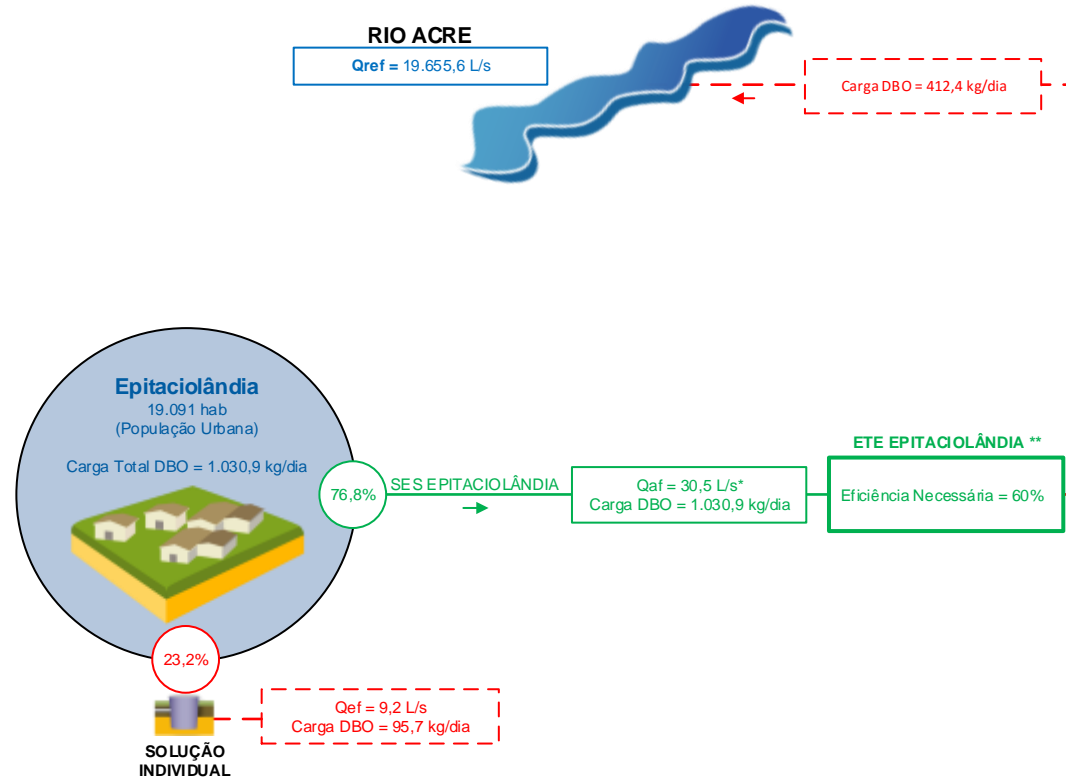 RIO ACRE
Qref = 19.655,6 L/s
Carga DBO = 412,4 kg/dia
Epitaciolândia
19.091 hab
(População Urbana)
Carga Total DBO = 1.030,9 kg/dia
76,8%
SES EPITACIOLÂNDIA
Qaf = 30,5 L/s*
Carga DBO = 1.030,9 kg/dia
ETE EPITACIOLÂNDIA **
Eficiência Necessária = 60%
23,2%
Qef = 9,2 L/s
Carga DBO = 95,7 kg/dia
SOLUÇÃO
INDIVIDUAL